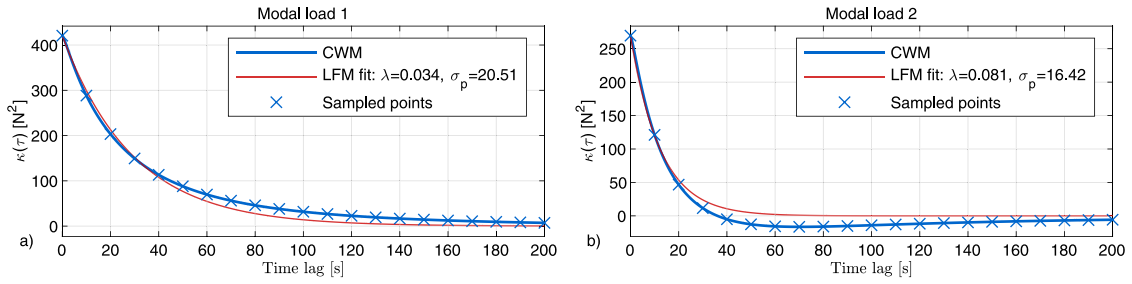 Modal load 1
κ(τ) [N²]
400
300
200
100
0
CWM
LFM fit: λ=0.034, σₚ=20.51
Sampled points
0 20 40 60 80 100 120 140 160 180 200
a)
Time lag [s]
Modal load 2
κ(τ) [N²]
250
200
150
100
50
0
CWM
LFM fit: λ=0.081, σₚ=16.42
Sampled points
0 20 40 60 80 100 120 140 160 180 200
b)
Time lag [s]